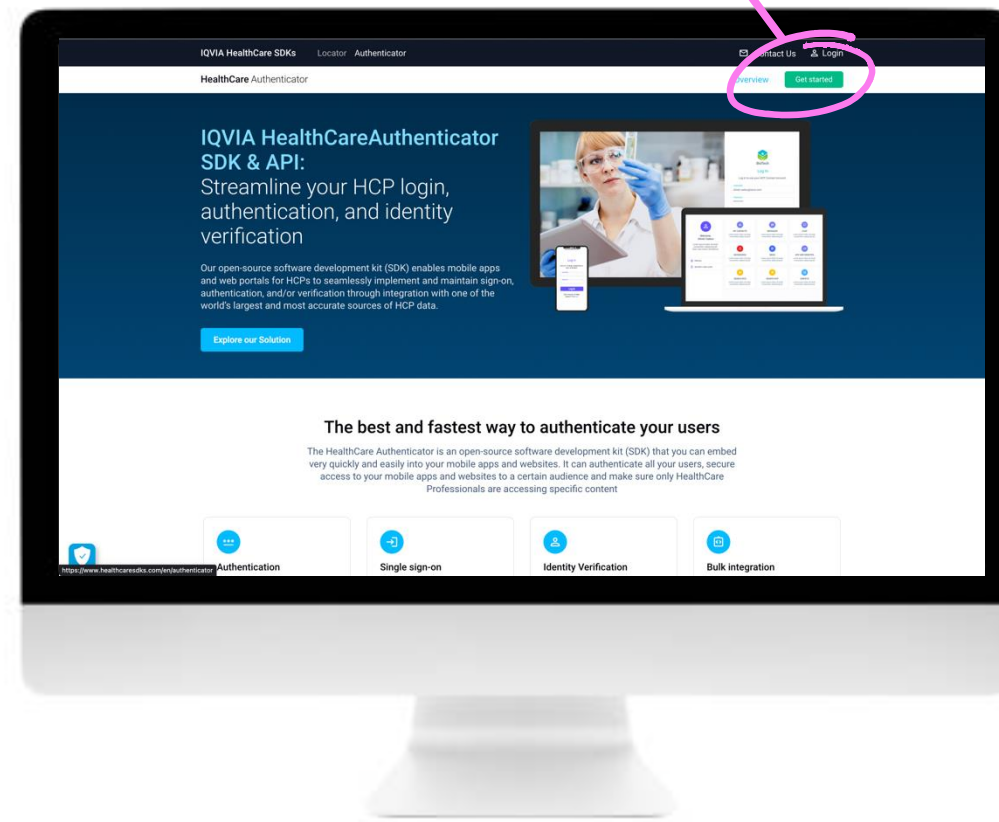 IQVIA HealthCare SDKs Locator Authenticator Contact Us Login
HealthCare Authenticator Overview Get started
IQVIA HealthCareAuthenticator
SDK & API:
Streamline your HCP login,
authentication, and identity
verification
Our open-source software development kit (SDK) enables mobile apps
and web portals for HCPs to seamlessly implement and maintain sign-on,
authentication, and/or verification through integration with one of the
world's largest and most accurate sources of HCP data.
Explore our Solution
Log in
The best and fastest way to authenticate your users
The HealthCare Authenticator is an open-source software development kit (SDK) that you can embed
very quickly and easily into your mobile apps and websites. It can authenticate all your users, secure
access to your mobile apps and websites to a certain audience and make sure only HealthCare
Professionals are accessing specific content
Authentication Single sign-on Identity Verification Bulk integration
https://www.healthcaresdks.com/en/authenticator